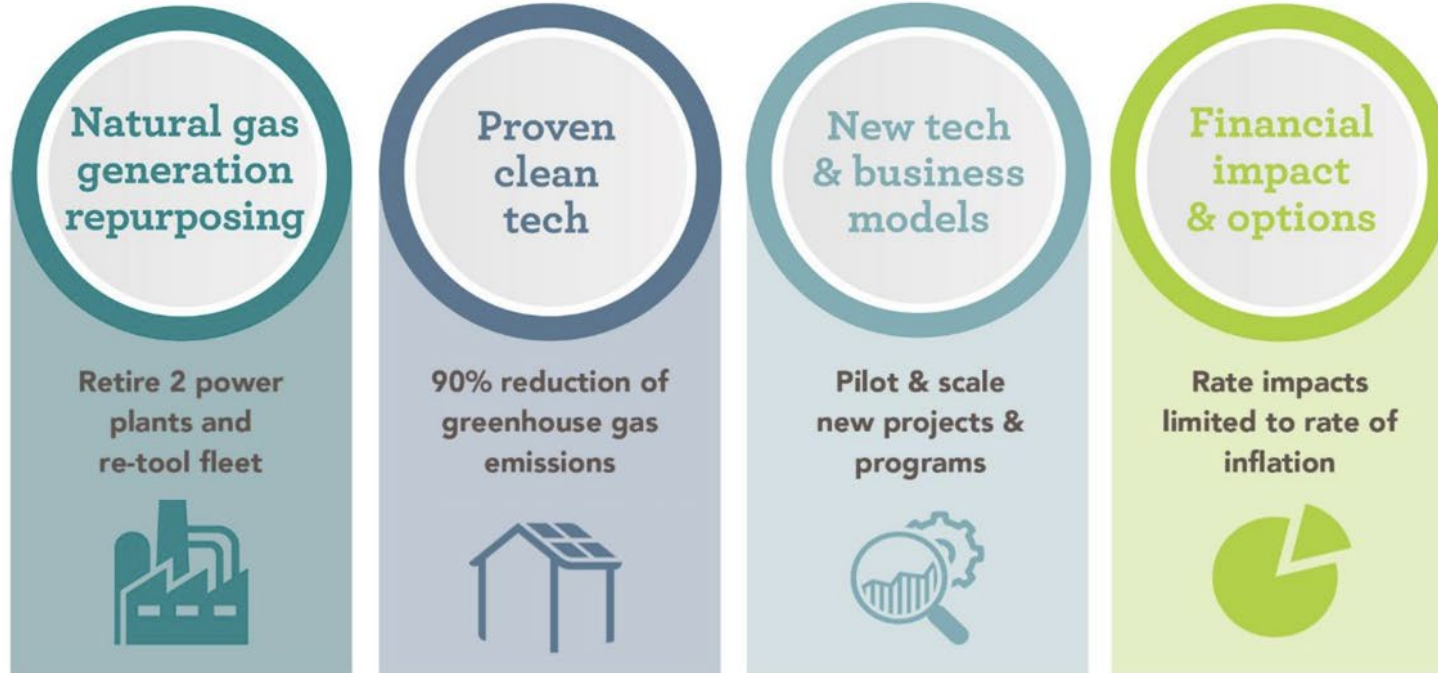 Natural gas
generation
repurposing
Retire 2 power
plants and
re-tool fleet
Proven
clean
tech
90% reduction of
greenhouse gas
emissions
New tech
& business
models
Pilot & scale
new projects &
programs
Financial
impact
& options
Rate impacts
limited to rate of
inflation